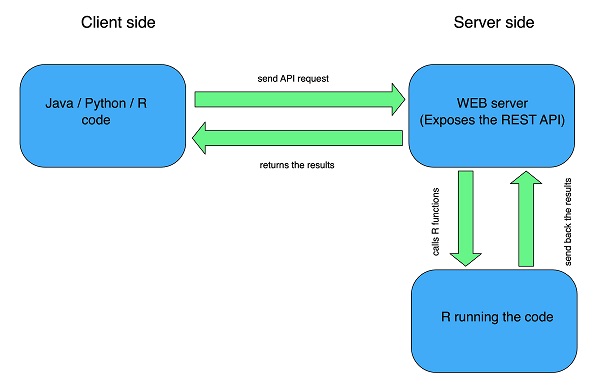 Client side
Server side
send API request
Java / Python / R
code
WEB server
(Exposes the REST API)
returns the results
calls R functions
send back the results
R running the code